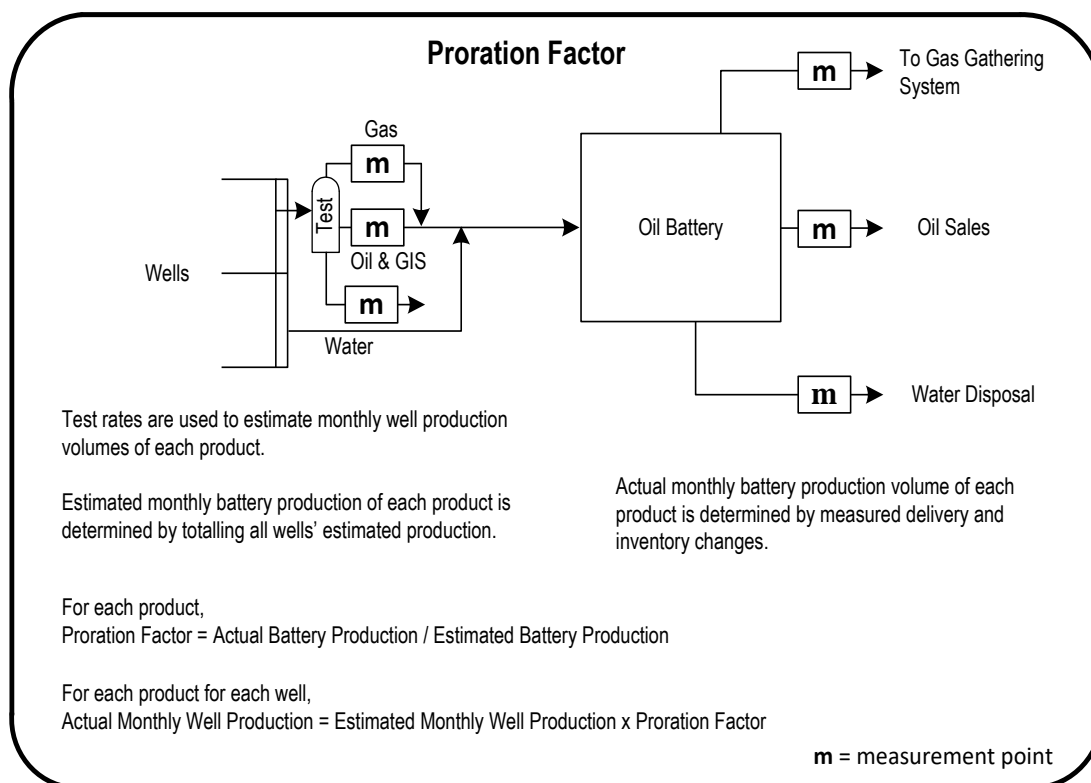 Proration Factor
m
To Gas Gathering
System
Gas
m
Test
m
Oil & GIS
Wells
m
Water
Oil Battery
m
Oil Sales
m
Water Disposal
Test rates are used to estimate monthly well production
volumes of each product.
Estimated monthly battery production of each product is
determined by totalling all wells’ estimated production.
Actual monthly battery production volume of each
product is determined by measured delivery and
inventory changes.
For each product,
Proration Factor = Actual Battery Production / Estimated Battery Production
For each product for each well,
Actual Monthly Well Production = Estimated Monthly Well Production x Proration Factor
m = measurement point